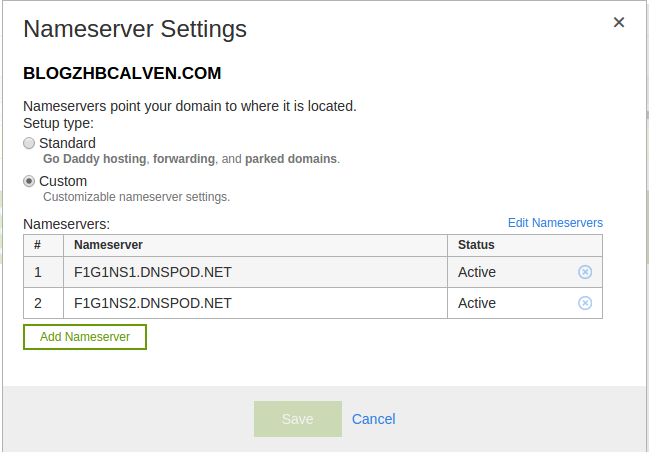 Nameserver Settings
BLOGZHBCALVEN.COM
Nameservers point your domain to where it is located.
Setup type:
Standard
Go Daddy hosting, forwarding, and parked domains.
Custom
Customizable nameserver settings.
Nameservers: Edit Nameservers
# Nameserver Status
1 F1G1NS1.DNSPOD.NET Active
2 F1G1NS2.DNSPOD.NET Active
Add Nameserver
Save Cancel